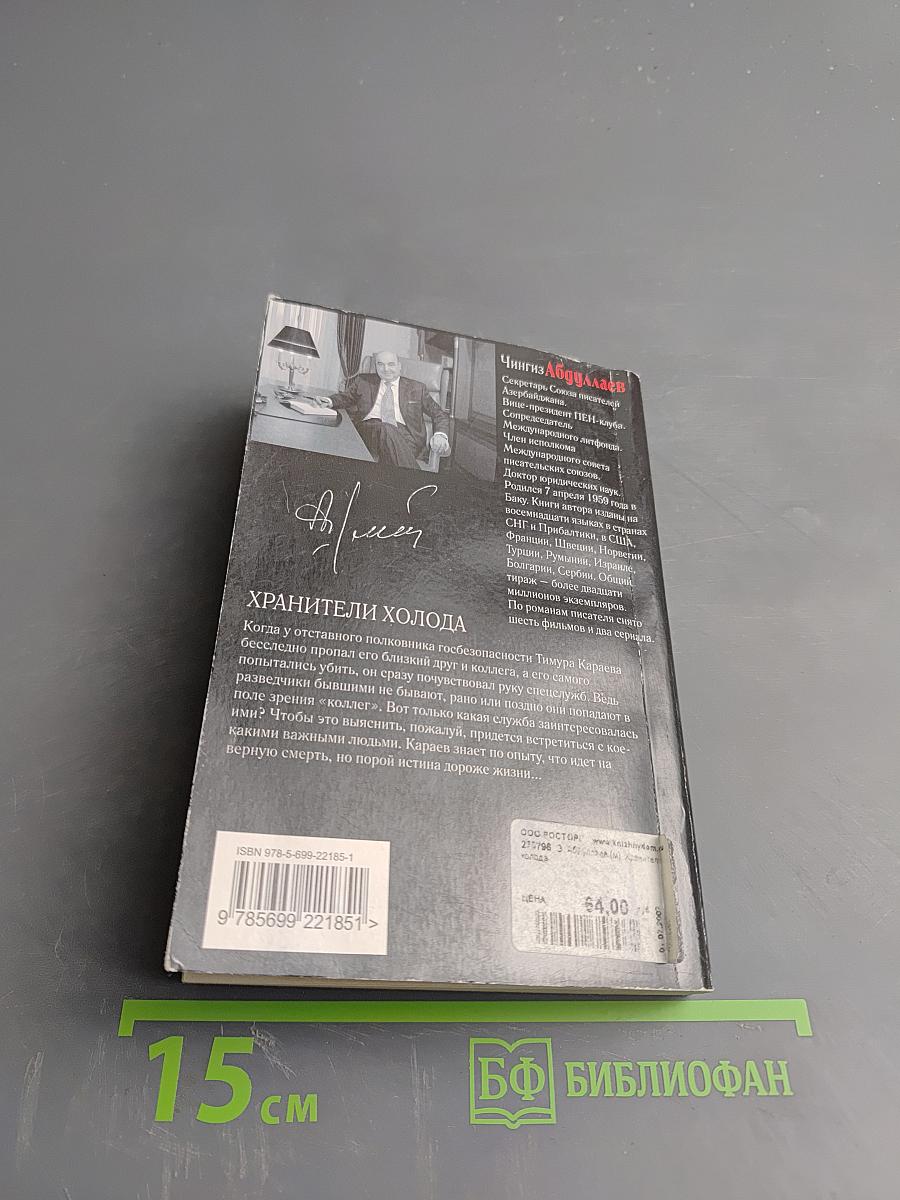 Чингиз Абдуллаев
Секретарь Союза писателей
Азербайджана.
Вице-президент ПЕН-клуба.
Сопредседатель
Международного литфонда.
Член исполкома
Международного совета
писательских союзов.
Доктор юридических наук.
Родился 7 апреля 1959 года в
Баку. Книги автора изданы на
восемнадцати языках в странах
СНГ и Прибалтики, в США,
Франции, Швеции, Норвегии,
Турции, Румынии, Израиле,
Болгарии, Сербии. Общий
тираж — более двадцати
миллионов экземпляров.
По романам писателя снято
шесть фильмов и два сериала.
ХРАНИТЕЛИ ХОЛОДА
Когда у отставного полковника госбезопасности Тимура Караева
бесследно пропал его близкий друг и коллега, а его самого
попытались убить, он сразу почувствовал руку спецслужб. Ведь
разведчики бывшими не бывают, рано или поздно они попадают в
поле зрения «коллег». Вот только какая служба заинтересовалась
ими? Чтобы это выяснить, пожалуй, придется встретиться с кое-
какими важными людьми. Караев знает по опыту, что идет на
верную смерть, но порой истина дороже жизни...
ISBN 978-5-699-22185-1
9 785699 221851 >
ООО РОСТОРГ www.knizhnydom.r
холода
ЦЕНА 64,00
15 см
БФ БИБЛИОФАН